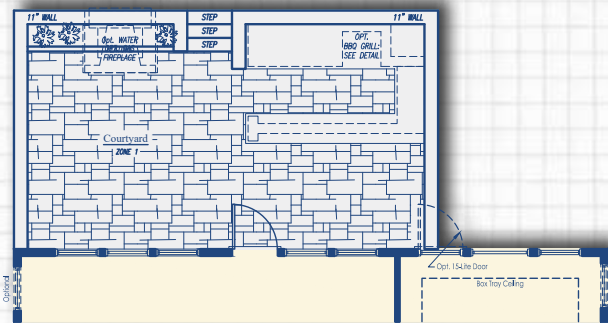 11" WALL
STEP
11" WALL
STEP
STEP
Opt. WATER
FIREPLACE
OPT.
BBQ GRILL:
SEE DETAIL
Courtyard
ZONE 1
Opt. 15-Lite Door
Box Tray Ceiling
Optional